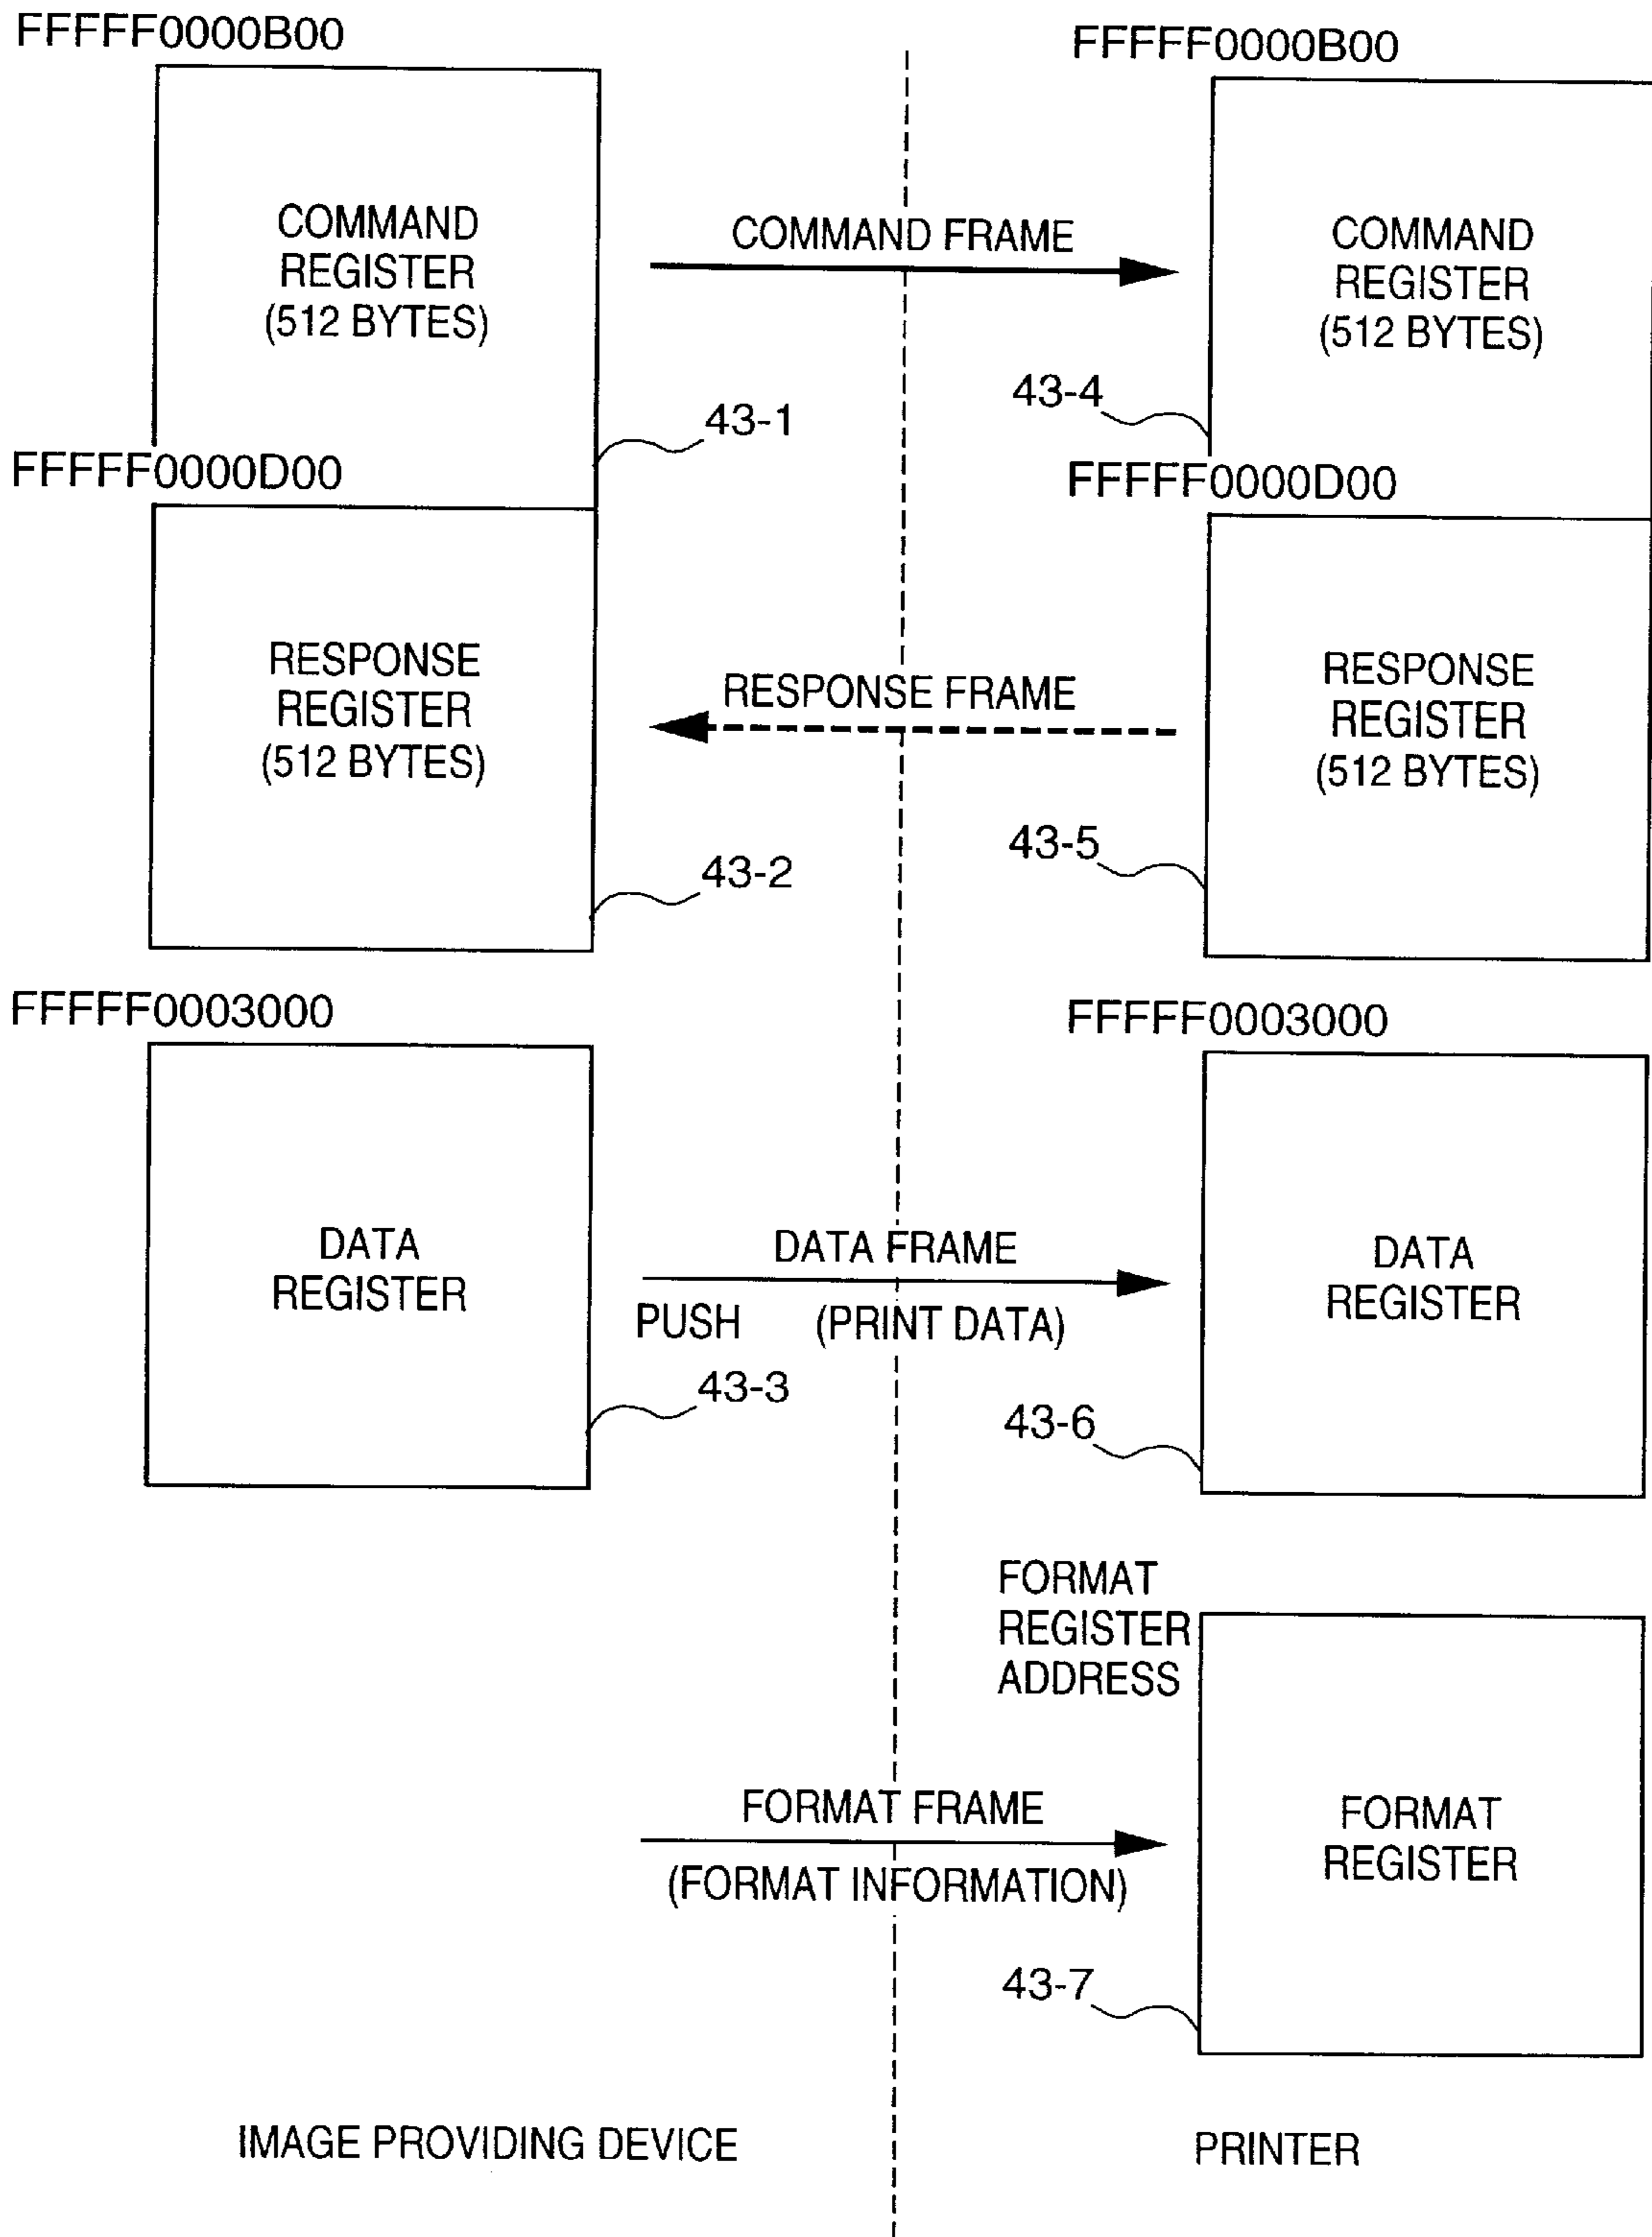 FFFFF0000B00
FFFFF0000B00
COMMAND
REGISTER
(512 BYTES)
COMMAND FRAME
COMMAND
REGISTER
(512 BYTES)
43-1
43-4
FFFFF0000D00
FFFFF0000D00
RESPONSE
REGISTER
(512 BYTES)
RESPONSE FRAME
RESPONSE
REGISTER
(512 BYTES)
43-2
43-5
FFFFF0003000
FFFFF0003000
DATA
REGISTER
DATA FRAME
PUSH (PRINT DATA)
DATA
REGISTER
43-3
43-6
FORMAT
REGISTER
ADDRESS
FORMAT FRAME
(FORMAT INFORMATION)
FORMAT
REGISTER
43-7
IMAGE PROVIDING DEVICE
PRINTER